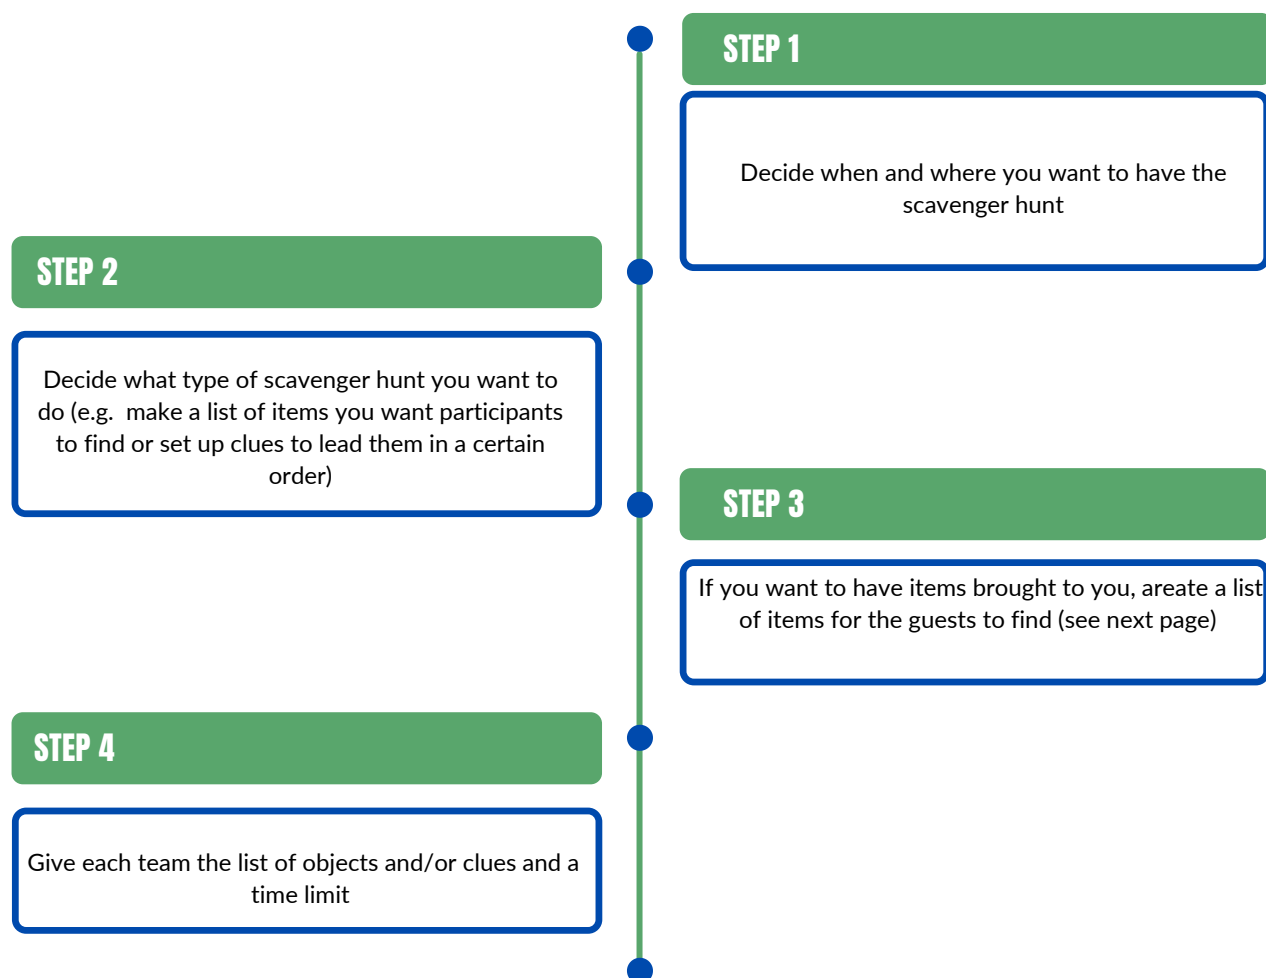 STEP 1
Decide when and where you want to have the
scavenger hunt
STEP 2
Decide what type of scavenger hunt you want to
do (e.g.  make a list of items you want participants
to find or set up clues to lead them in a certain
order)
STEP 3
If you want to have items brought to you, areate a list
of items for the guests to find (see next page)
STEP 4
Give each team the list of objects and/or clues and a
time limit